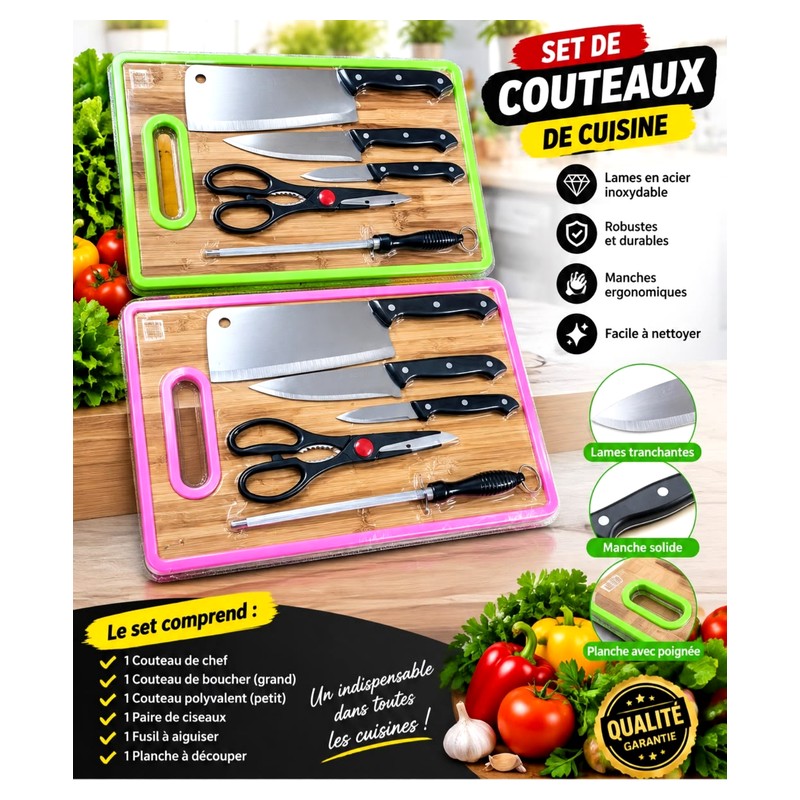 SET DE
COUTEAUX
DE CUISINE
Lames en acier
inoxydable
Robustes
et durables
Manches
ergonomiques
Facile à nettoyer
Lames tranchantes
Manche solide
Planche avec poignée
Le set comprend :
1 Couteau de chef
1 Couteau de boucher (grand)
1 Couteau polyvalent (petit)
1 Paire de ciseaux
1 Fusil à aiguiser
1 Planche à découper
Un indispensable
dans toutes
les cuisines !
QUALITÉ
GARANTIE